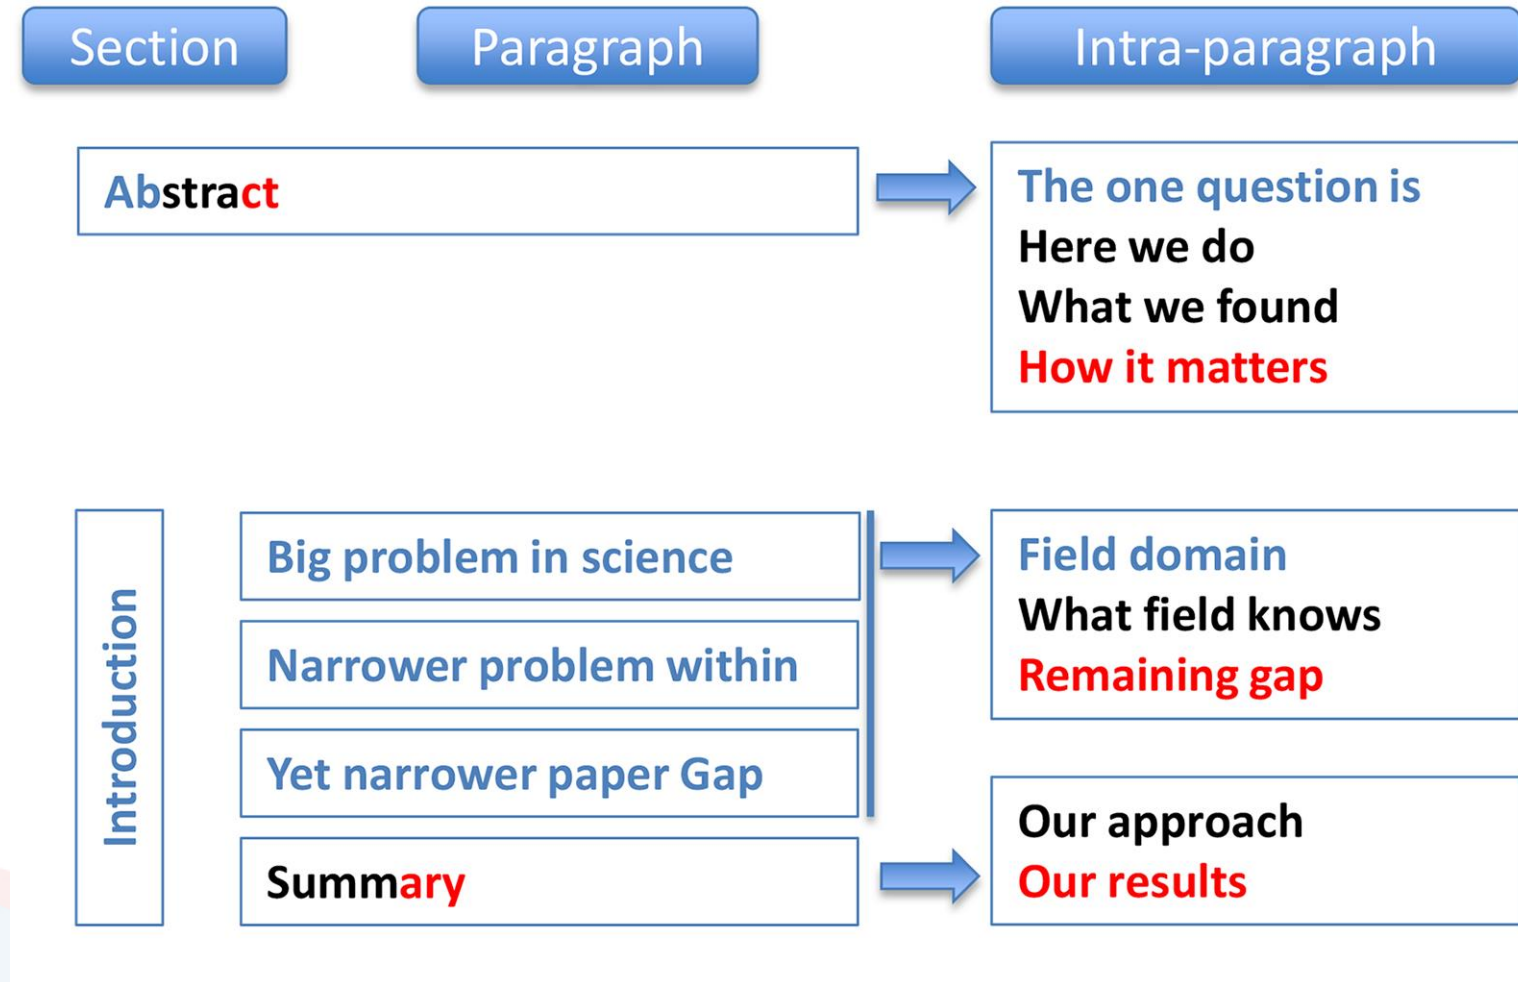 Section
Paragraph
Intra-paragraph
Abstract
The one question is
Here we do
What we found
How it matters
Introduction
Big problem in science
Narrower problem within
Yet narrower paper Gap
Field domain
What field knows
Remaining gap
Summary
Our approach
Our results